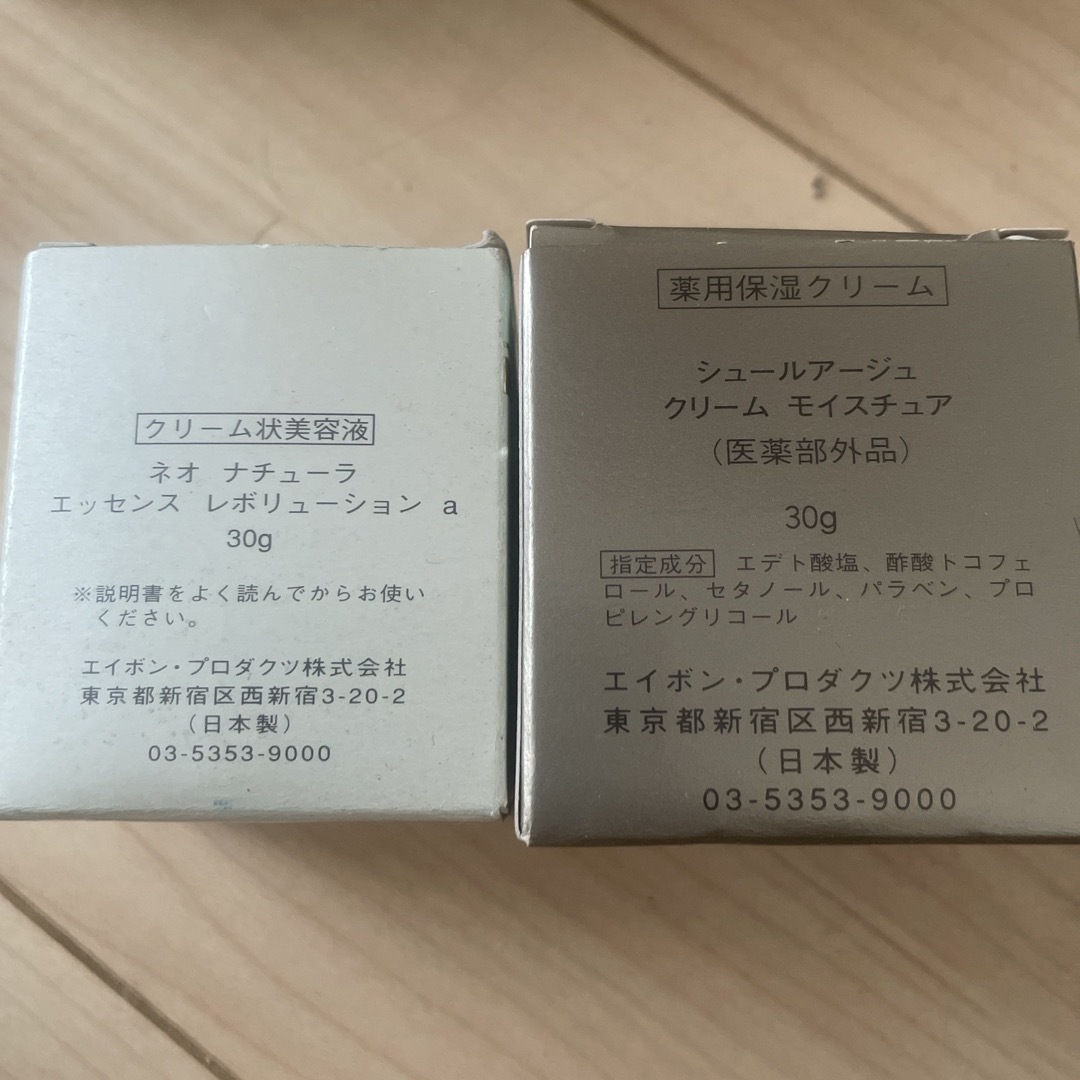 クリーム状美容液
ネオ ナチューラ
エッセンス レボリューション a
30g
※説明書をよく読んでからお使い
ください。
エイボン・プロダクツ株式会社
東京都新宿区西新宿3-20-2
(日本製)
03-5353-9000
薬用保湿クリーム
シュールアージュ
クリーム モイスチュア
(医薬部外品)
30g
指定成分 エデト酸塩、酢酸トコフェ
ロール、セタノール、パラベン、プロ
ピレングリコール
エイボン・プロダクツ株式会社
東京都新宿区西新宿3-20-2
(日本製)
03-5353-9000